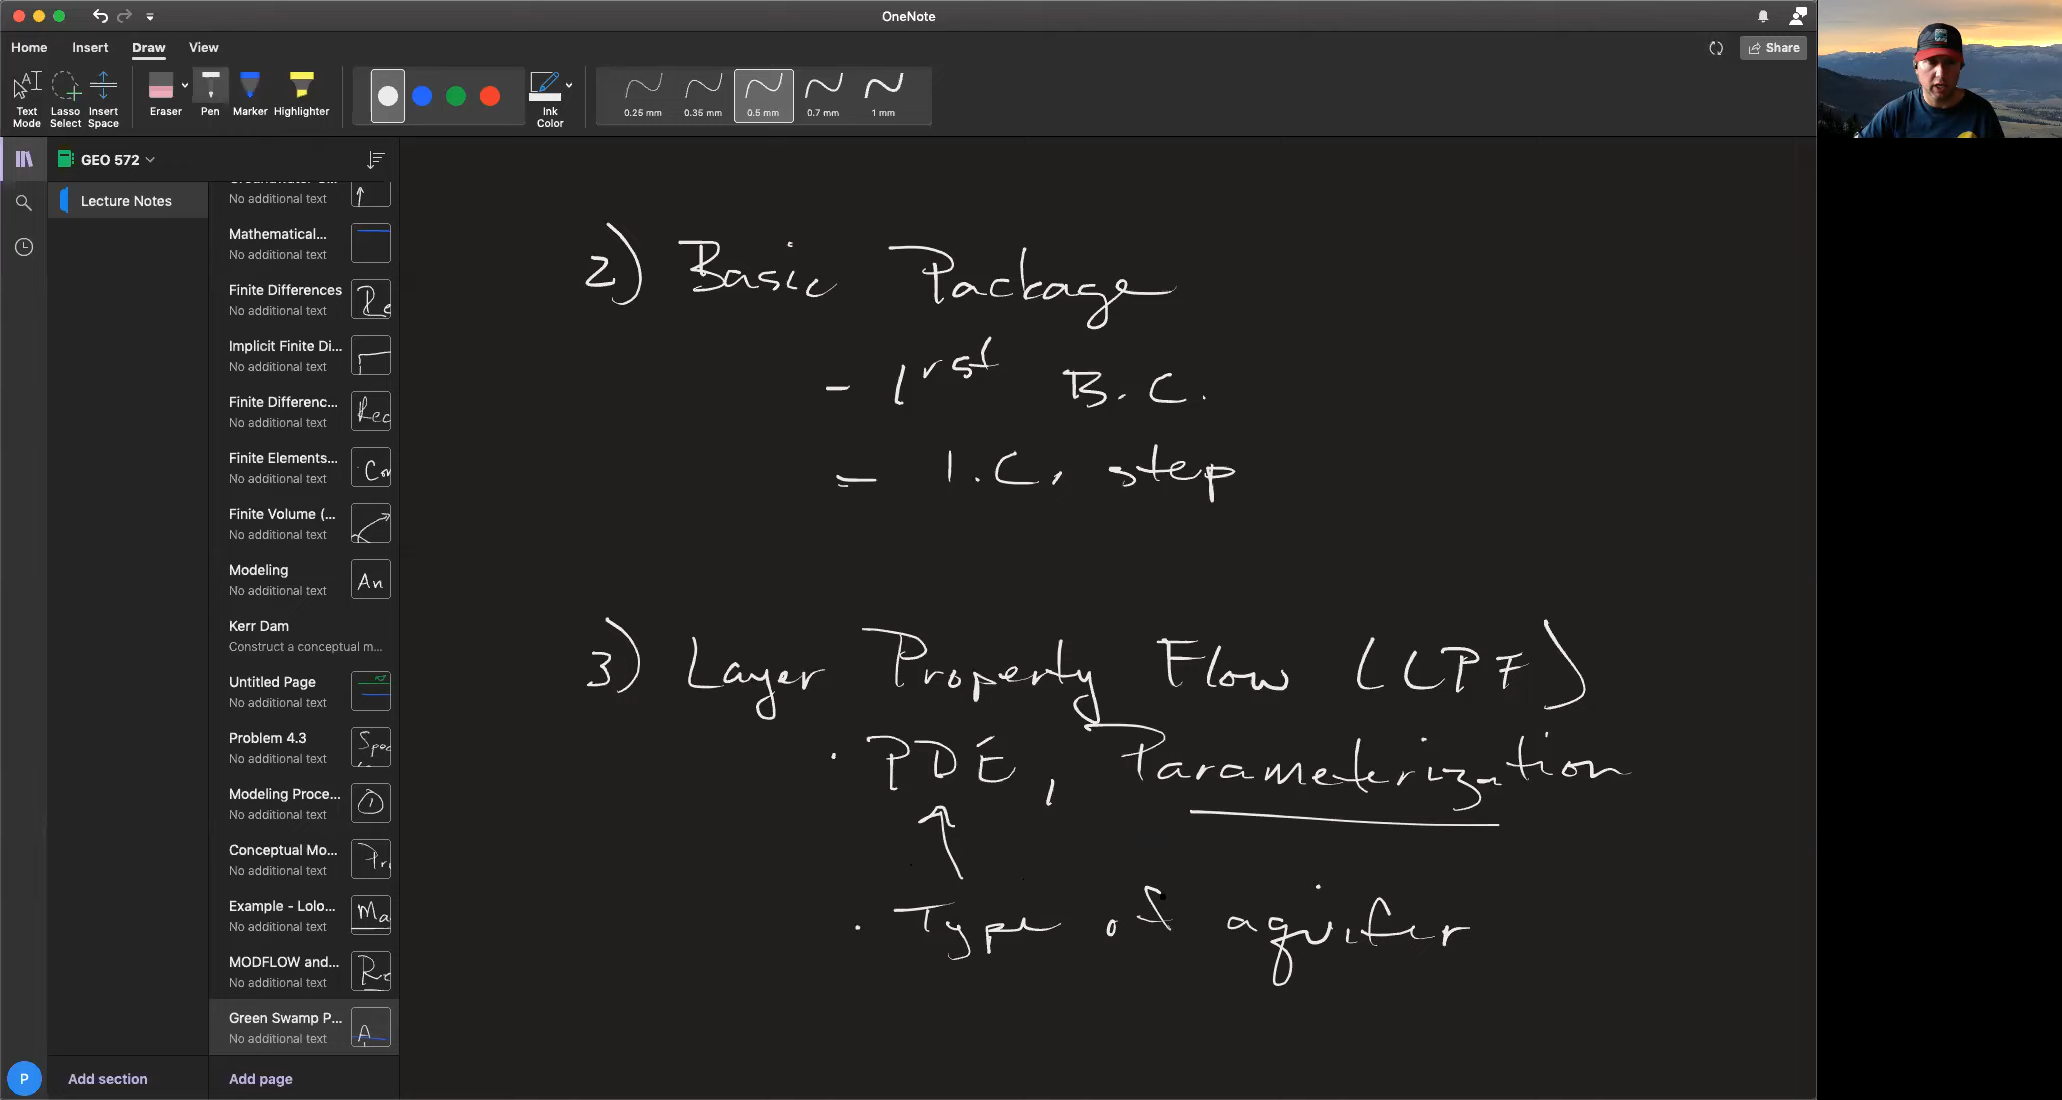 OneNote
Home Insert Draw View
Share
Text Mode
Lasso Select
Insert Space
Eraser
Pen
Marker
Highlighter
Ink Color
0.25 mm
0.35 mm
0.5 mm
0.7 mm
1 mm
GEO 572
Lecture Notes
No additional text
Mathematical...
No additional text
Finite Differences
No additional text
Implicit Finite Di...
No additional text
Finite Differenc...
No additional text
Finite Elements...
No additional text
Finite Volume (...
No additional text
Modeling
No additional text
An
Kerr Dam
Construct a conceptual m...
Untitled Page
No additional text
Problem 4.3
No additional text
Modeling Proce...
No additional text
Conceptual Mo...
No additional text
Example - Lolo...
No additional text
MODFLOW and...
No additional text
Green Swamp P...
No additional text
P
Add section
Add page
2) Basic Package
- 1rst B.C.
= I.C. step
3) Layer Property Flow (LPF)
· PDE, Parameterization
· Type of aquifer